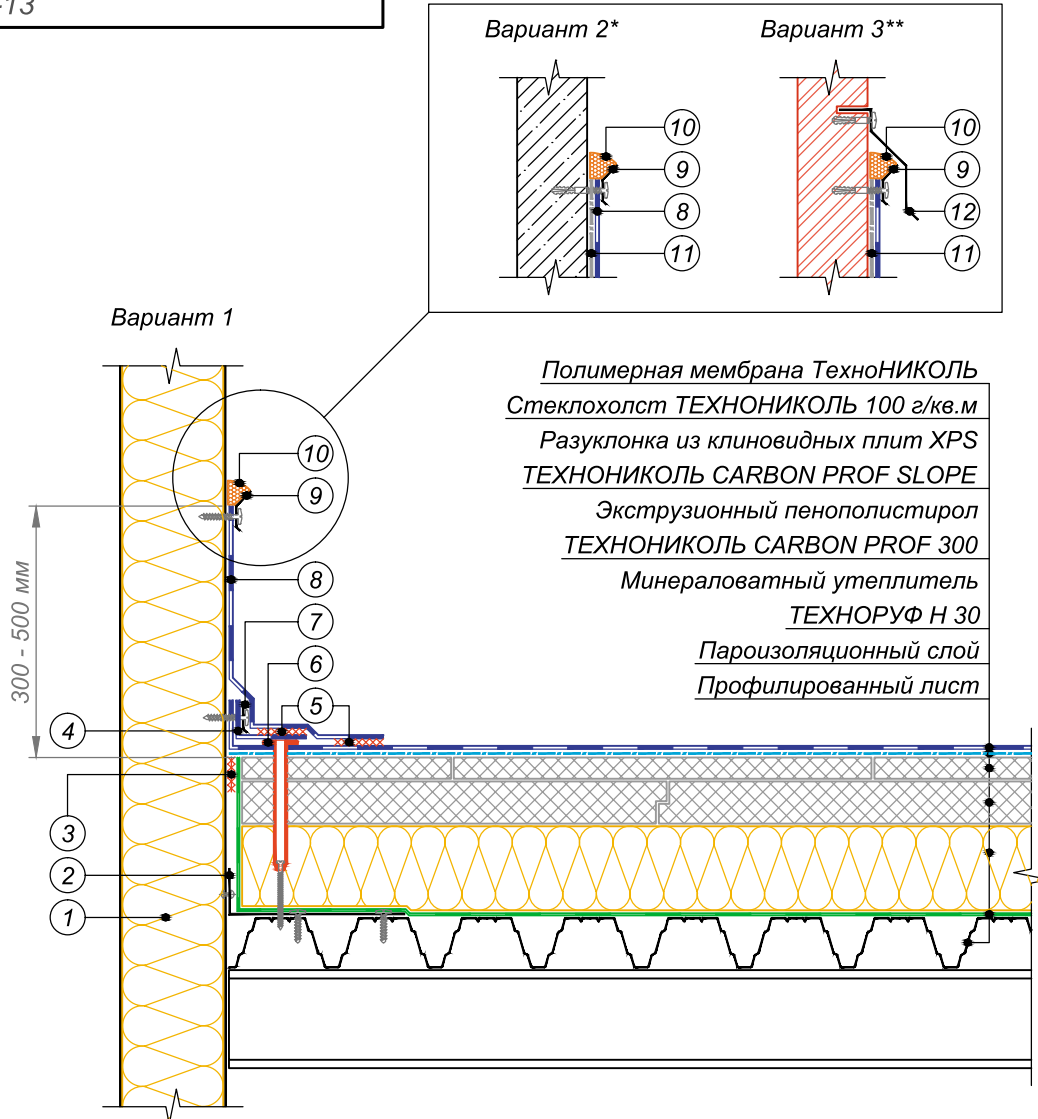 -13
Вариант 2*
Вариант 3**
10
9
8
11
10
9
12
11
Вариант 1
Полимерная мембрана ТехноНИКОЛЬ
Стеклохолст ТЕХНОНИКОЛЬ 100 г/кв.м
Разуклонка из клиновидных плит XPS
ТЕХНОНИКОЛЬ CARBON PROF SLOPE
Экструзионный пенополистирол
ТЕХНОНИКОЛЬ CARBON PROF 300
Минераловатный утеплитель
ТЕХНОРУФ Н 30
Пароизоляционный слой
Профилированный лист
10
9
8
7
6
5
300 - 500 мм
4
3
2
1